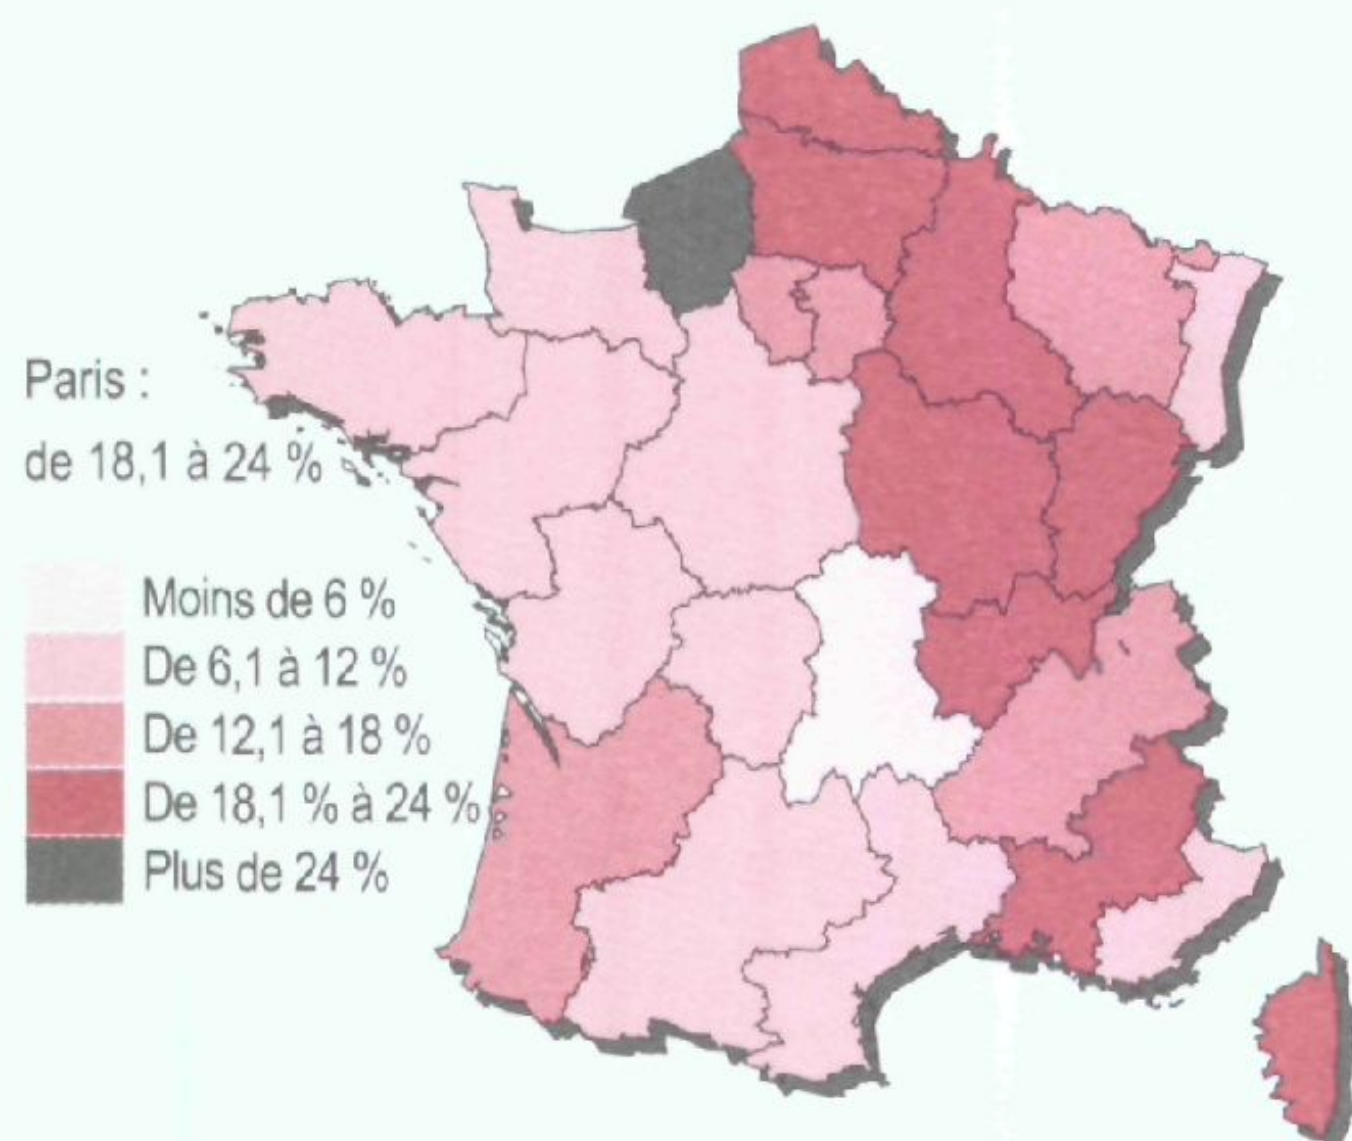 Paris :
de 18,1 à 24 %
Moins de 6 %
De 6,1 à 12 %
De 12,1 à 18 %
De 18,1 % à 24 %
Plus de 24 %